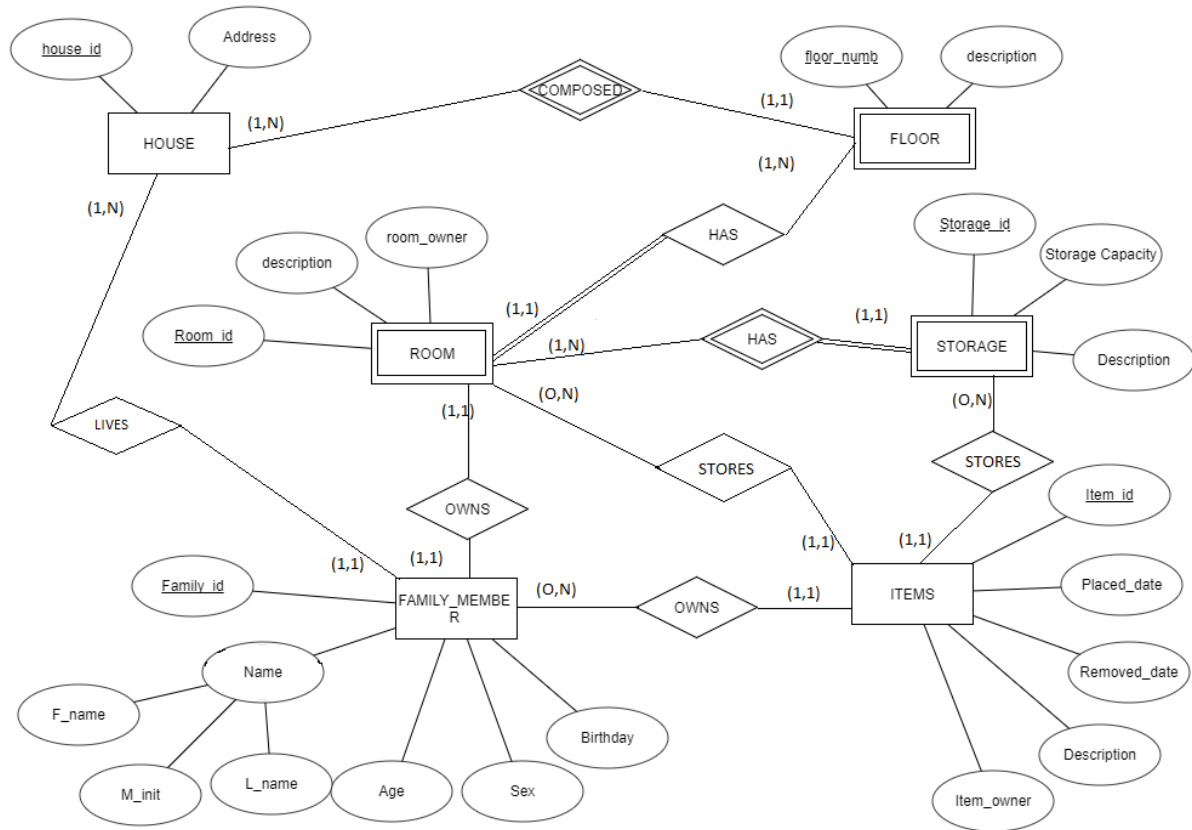 house_id
Address
floor_numb
description
COMPOSED
(1,N)
(1,1)
HOUSE
FLOOR
(1,N)
(1,N)
Storage_id
room_owner
HAS
Storage Capacity
description
(1,1)
(1,1)
Room_id
ROOM
(1,N)
HAS
STORAGE
Description
(1,1)
(O,N)
(O,N)
LIVES
STORES
STORES
Item_id
OWNS
(1,1)
(1,1)
(1,1)
(1,1)
Family_id
(O,N)
(1,1)
Placed_date
FAMILY_MEMBE
R
OWNS
ITEMS
Name
Removed_date
F_name
Birthday
Description
M_init
L_name
Age
Sex
Item_owner